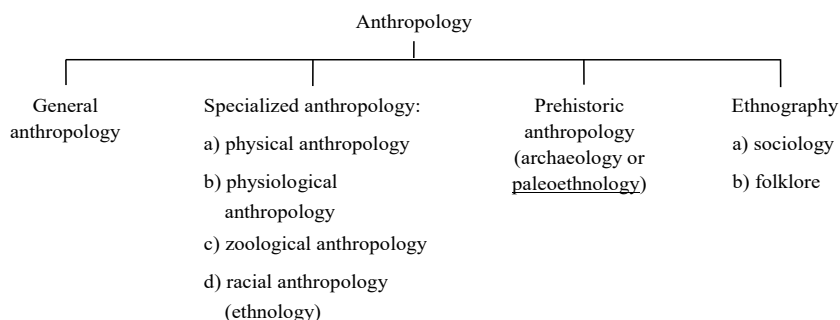 Anthropology
General
anthropology
Specialized anthropology:
a) physical anthropology
b) physiological
anthropology
c) zoological anthropology
d) racial anthropology
(ethnology)
Prehistoric
anthropology
(archaeology or
paleoethnology)
Ethnography
a) sociology
b) folklore